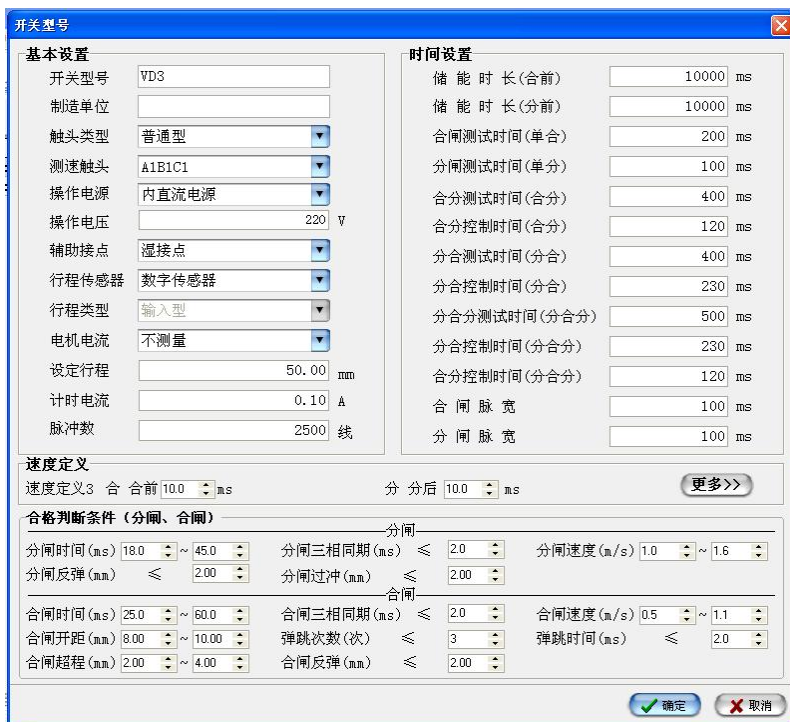 开关型号
基本设置
开关型号 VD3
制造单位
触头类型 普通型
测速触头 A1B1C1
操作电源 内直流电源
操作电压 220 V
辅助接点 湿接点
行程传感器 数字传感器
行程类型 输入型
电机电流 不测量
设定行程 50.00 mm
计时电流 0.10 A
脉冲数 2500 线
时间设置
储 能 时 长(合前) 10000 ms
储 能 时 长(分前) 10000 ms
合闸测试时间(单合) 200 ms
分闸测试时间(单分) 100 ms
合分测试时间(合分) 400 ms
合分控制时间(合分) 120 ms
分合测试时间(分合) 400 ms
分合控制时间(分合) 230 ms
分合分测试时间(分合分) 500 ms
分合控制时间(分合分) 230 ms
合分控制时间(分合分) 120 ms
合 闸 脉 宽 100 ms
分 闸 脉 宽 100 ms
速度定义
速度定义3 合 合前 10.0 ms 分 分后 10.0 ms 更多>>
合格判断条件（分闸、合闸）
分闸
分闸时间(ms) 18.0 ~ 45.0 分闸三相同期(ms) ≤ 2.0 分闸速度(m/s) 1.0 ~ 1.6
分闸反弹(mm) ≤ 2.00 分闸过冲(mm) ≤ 2.00
合闸
合闸时间(ms) 25.0 ~ 60.0 合闸三相同期(ms) ≤ 2.0 合闸速度(m/s) 0.5 ~ 1.1
合闸开距(mm) 8.00 ~ 10.00 弹跳次数(次) ≤ 3 弹跳时间(ms) ≤ 2.0
合闸超程(mm) 2.00 ~ 4.00 合闸反弹(mm) ≤ 2.00
确定 取消